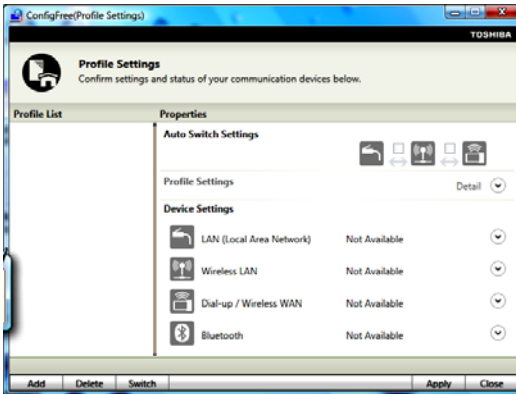 ConfigFree(Profile Settings)
TOSHIBA
Profile Settings
Confirm settings and status of your communication devices below.
Profile List
Properties
Auto Switch Settings
Profile Settings Detail
Device Settings
LAN (Local Area Network) Not Available
Wireless LAN Not Available
Dial-up / Wireless WAN Not Available
Bluetooth Not Available
Add Delete Switch Apply Close